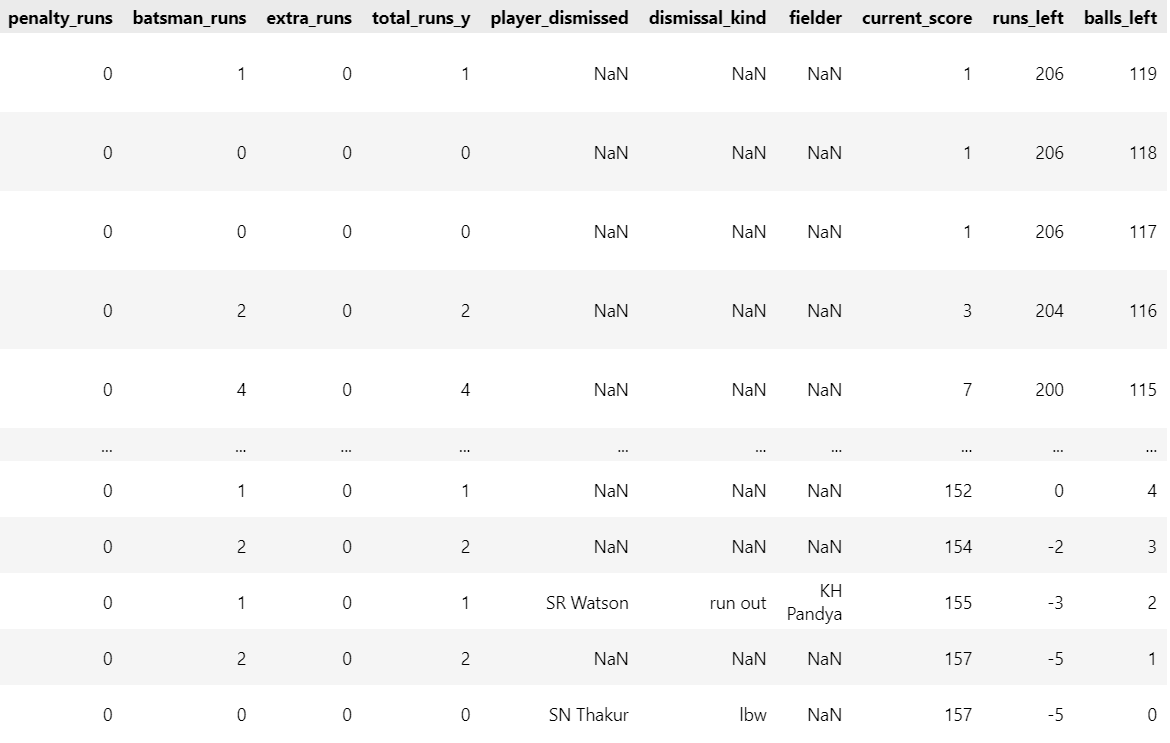 penalty_runs batsman_runs extra_runs total_runs_y player_dismissed dismissal_kind fielder current_score runs_left balls_left
0 1 0 1 NaN NaN NaN 1 206 119
0 0 0 0 NaN NaN NaN 1 206 118
0 0 0 0 NaN NaN NaN 1 206 117
0 2 0 2 NaN NaN NaN 3 204 116
0 4 0 4 NaN NaN NaN 7 200 115
... ... ... ... ... ... ... ... ... ...
0 1 0 1 NaN NaN NaN 152 0 4
0 2 0 2 NaN NaN NaN 154 -2 3
0 1 0 1 SR Watson run out KH Pandya 155 -3 2
0 2 0 2 NaN NaN NaN 157 -5 1
0 0 0 0 SN Thakur lbw NaN 157 -5 0